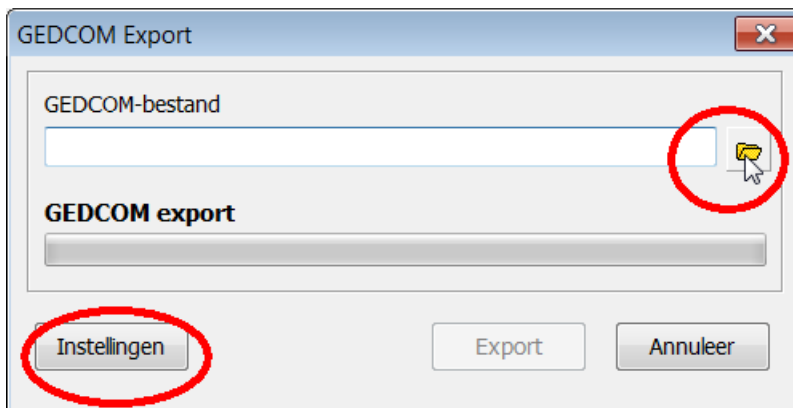 GEDCOM Export
GEDCOM-bestand
GEDCOM export
Instellingen
Export
Annuleer